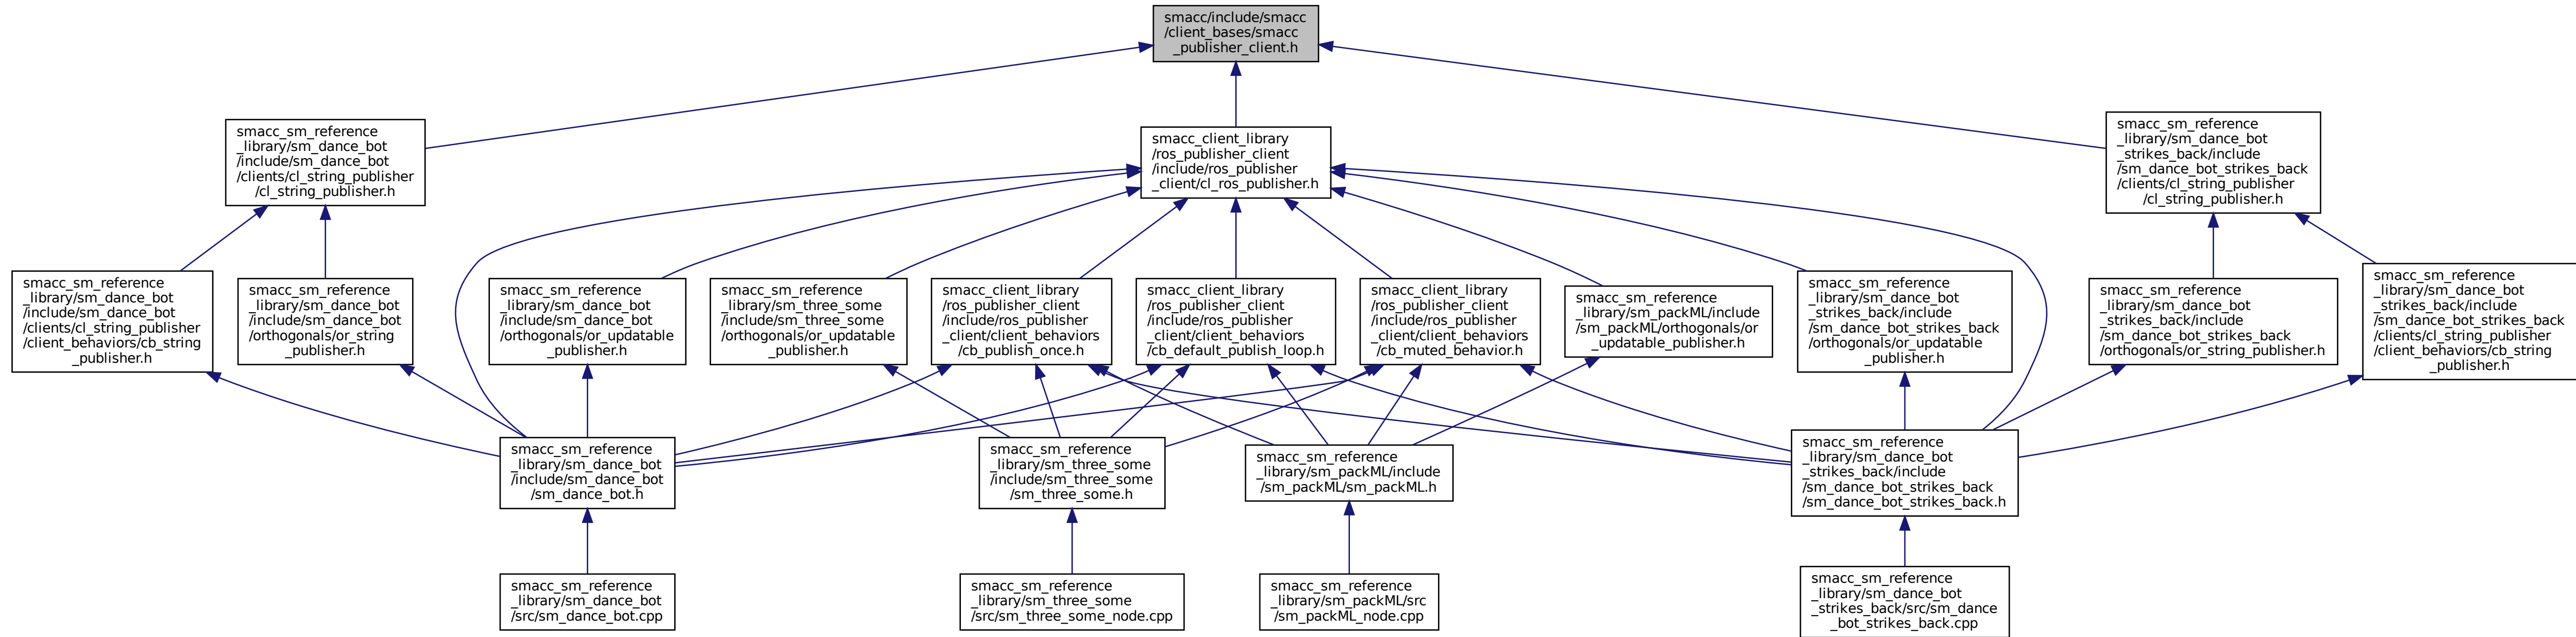 smacc/include/smacc
/client_bases/smacc
_publisher_client.h
smacc_sm_reference
_library/sm_dance_bot
/include/sm_dance_bot
/clients/cl_string_publisher
/cl_string_publisher.h
smacc_client_library
/ros_publisher_client
/include/ros_publisher
_client/cl_ros_publisher.h
smacc_sm_reference
_library/sm_dance_bot
_strikes_back/include
/sm_dance_bot_strikes_back
/clients/cl_string_publisher
/cl_string_publisher.h
smacc_sm_reference
_library/sm_dance_bot
/include/sm_dance_bot
/clients/cl_string_publisher
/client_behaviors/cb_string
_publisher.h
smacc_sm_reference
_library/sm_dance_bot
/include/sm_dance_bot
/orthogonals/or_string
_publisher.h
smacc_sm_reference
_library/sm_dance_bot
/include/sm_dance_bot
/orthogonals/or_updatable
_publisher.h
smacc_sm_reference
_library/sm_three_some
/include/sm_three_some
/orthogonals/or_updatable
_publisher.h
smacc_client_library
/ros_publisher_client
/include/ros_publisher
_client/client_behaviors
/cb_publish_once.h
smacc_client_library
/ros_publisher_client
/include/ros_publisher
_client/client_behaviors
/cb_default_publish_loop.h
smacc_client_library
/ros_publisher_client
/include/ros_publisher
_client/client_behaviors
/cb_muted_behavior.h
smacc_sm_reference
_library/sm_packML/include
/sm_packML/orthogonals/or
_updatable_publisher.h
smacc_sm_reference
_library/sm_dance_bot
_strikes_back/include
/sm_dance_bot_strikes_back
/orthogonals/or_updatable
_publisher.h
smacc_sm_reference
_library/sm_dance_bot
_strikes_back/include
/sm_dance_bot_strikes_back
/orthogonals/or_string_publisher.h
smacc_sm_reference
_library/sm_dance_bot
_strikes_back/include
/sm_dance_bot_strikes_back
/clients/cl_string_publisher
/client_behaviors/cb_string
_publisher.h
smacc_sm_reference
_library/sm_dance_bot
/include/sm_dance_bot
/sm_dance_bot.h
smacc_sm_reference
_library/sm_three_some
/include/sm_three_some
/sm_three_some.h
smacc_sm_reference
_library/sm_packML/include
/sm_packML/sm_packML.h
smacc_sm_reference
_library/sm_dance_bot
_strikes_back/include
/sm_dance_bot_strikes_back
/sm_dance_bot_strikes_back.h
smacc_sm_reference
_library/sm_dance_bot
/src/sm_dance_bot.cpp
smacc_sm_reference
_library/sm_three_some
/src/sm_three_some_node.cpp
smacc_sm_reference
_library/sm_packML/src
/sm_packML_node.cpp
smacc_sm_reference
_library/sm_dance_bot
_strikes_back/src/sm_dance
_bot_strikes_back.cpp